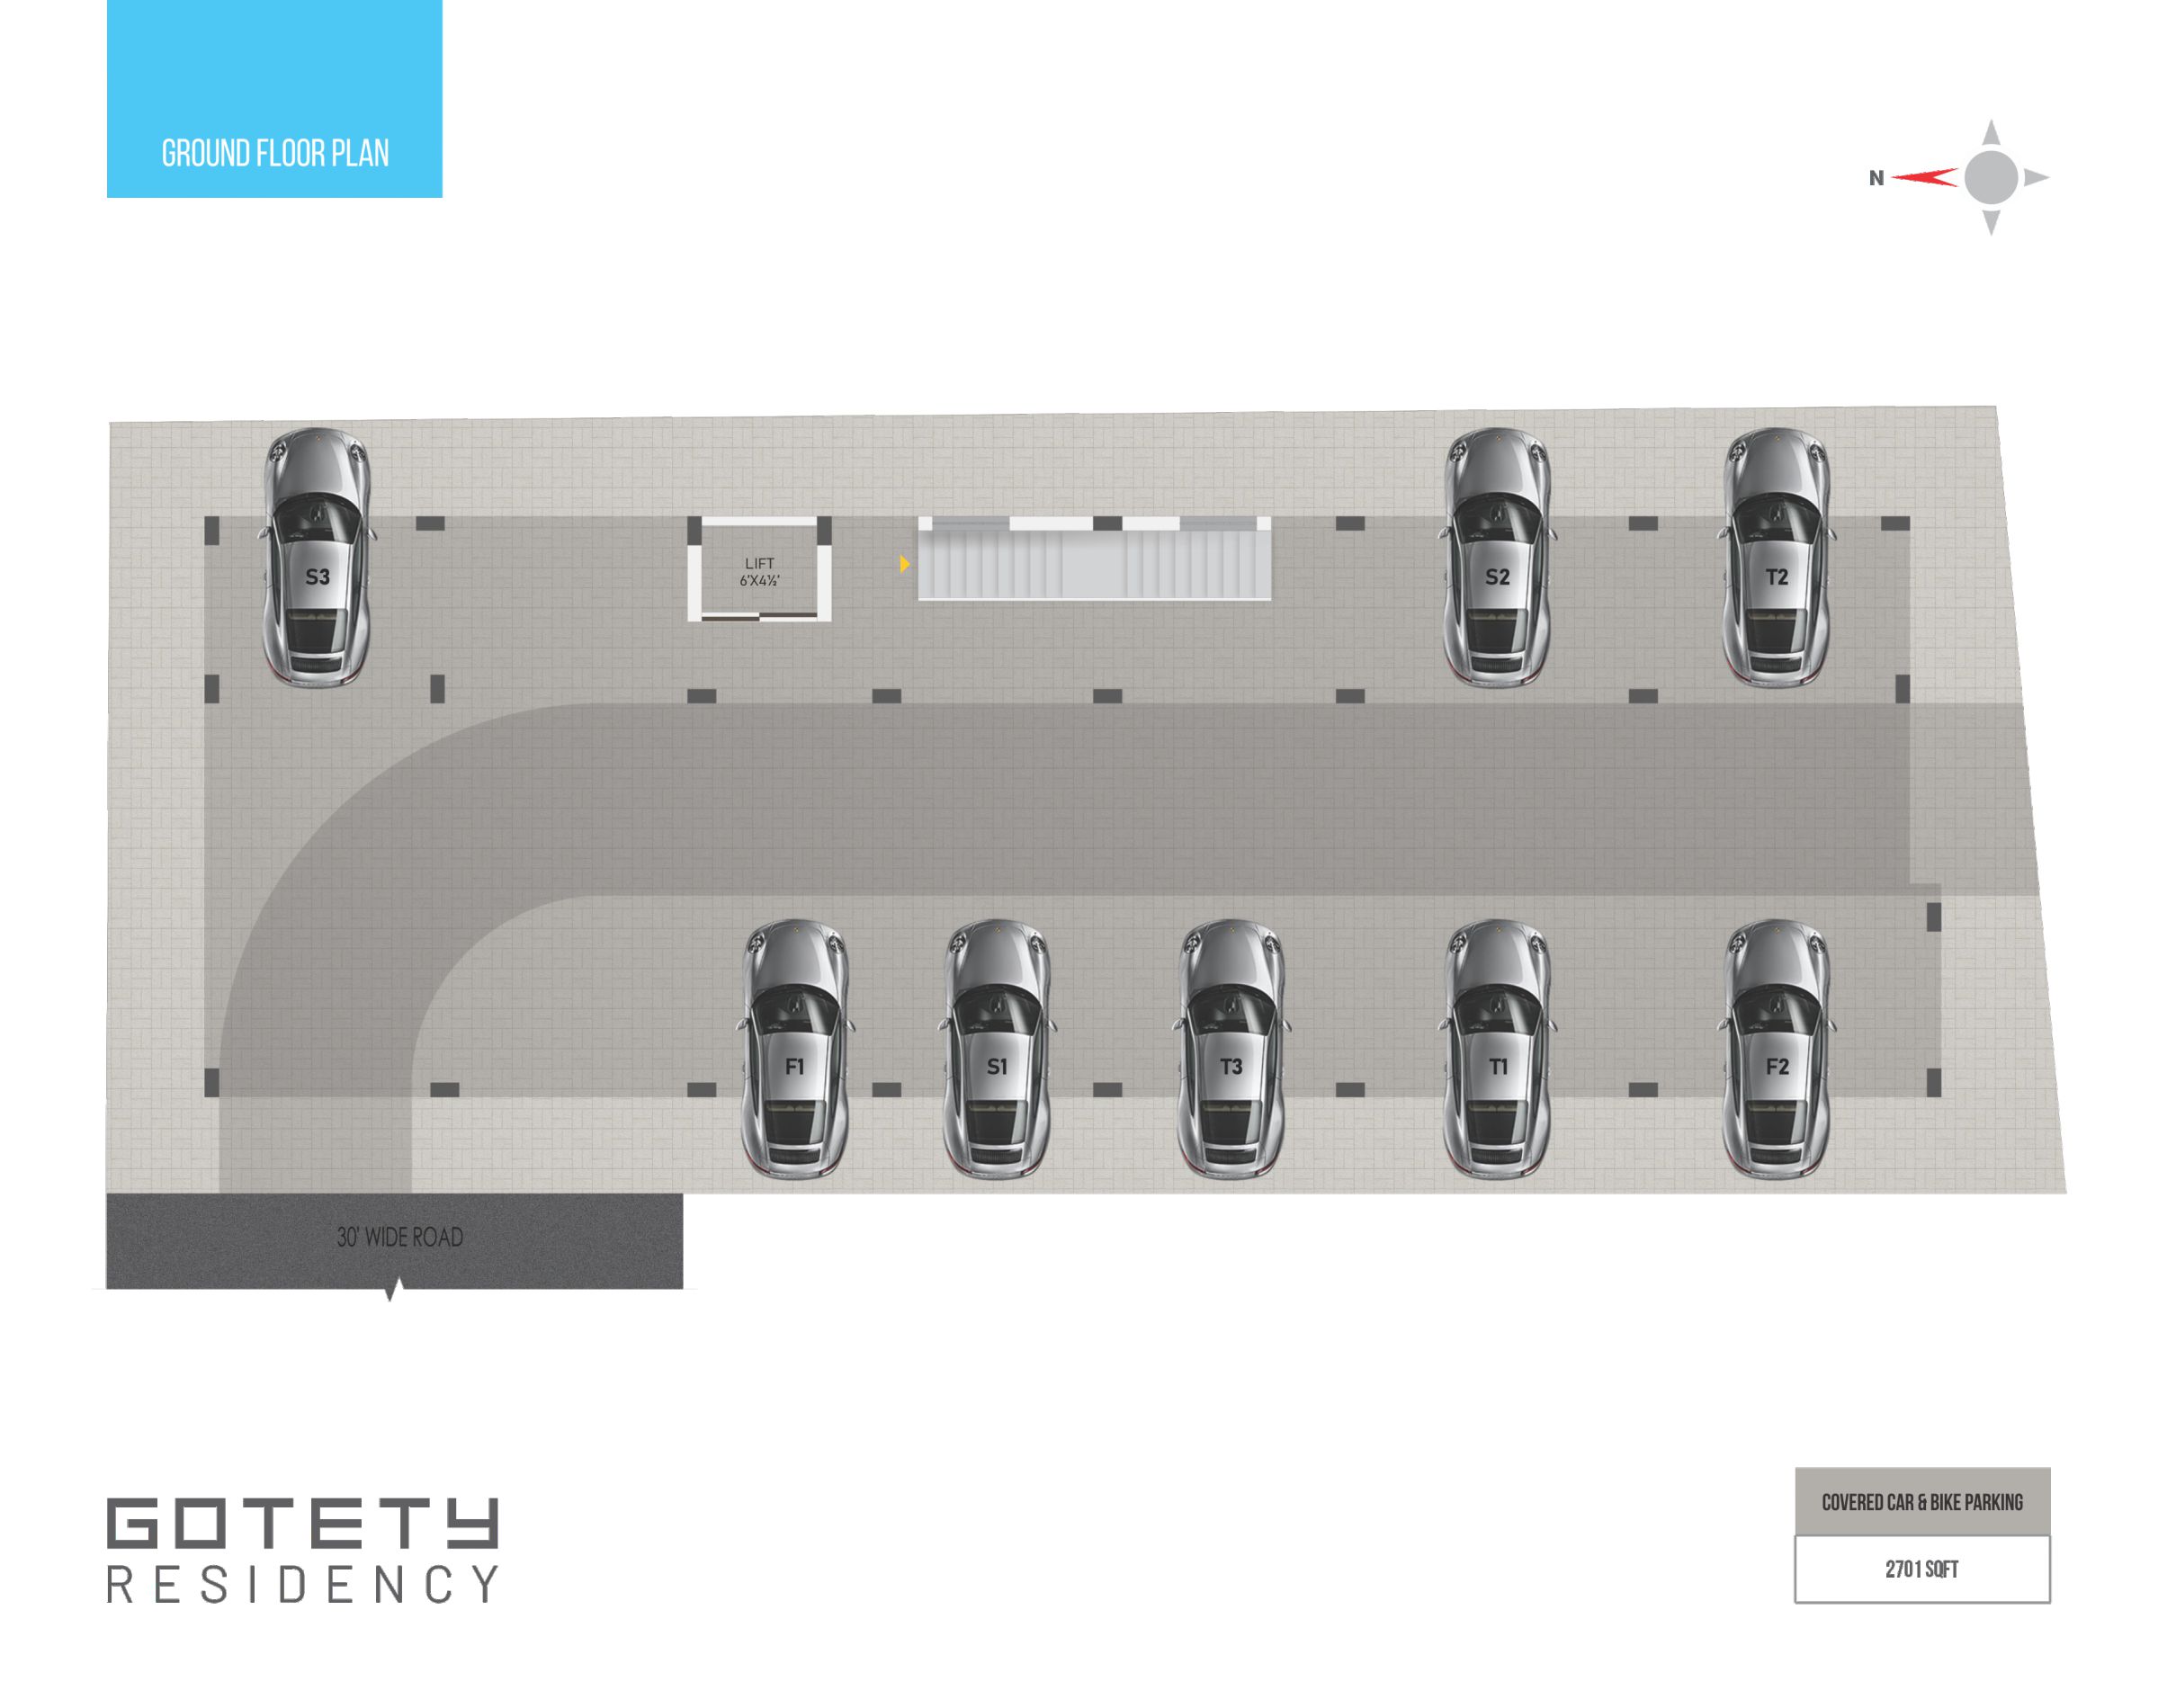 GROUND FLOOR PLAN
N
LIFT
6'X4½'
S3
S2
T2
F1
S1
T3
T1
F2
30' WIDE ROAD
GOTETY
RESIDENCY
COVERED CAR & BIKE PARKING
2701 SQFT